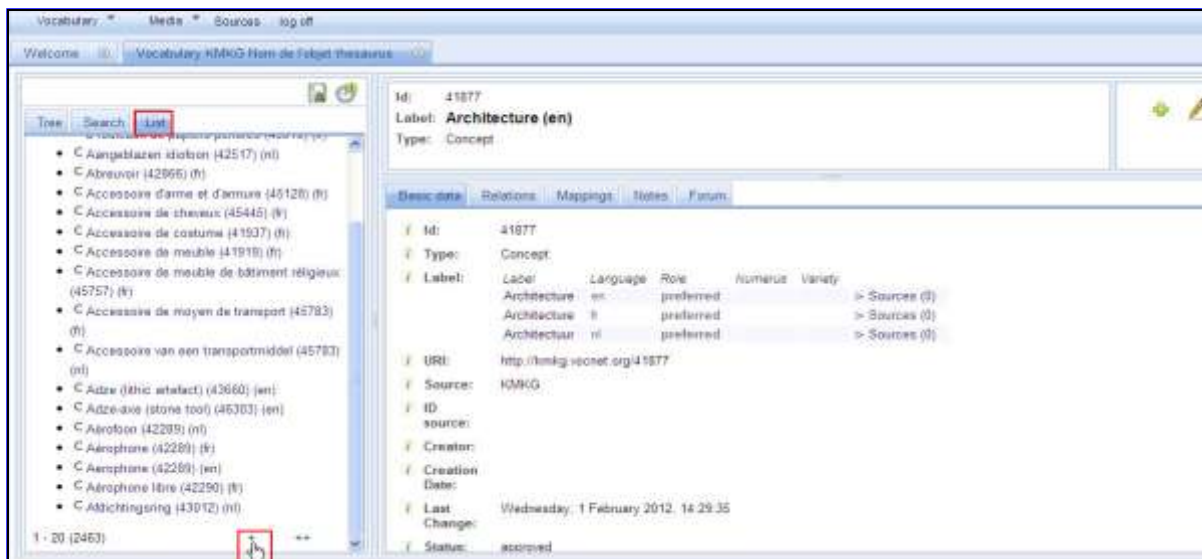 Vocabulary Media Sources log off
Welcome Vocabulary KMKG Nom de l'objet thesaurus
Tree Search List
C Aangeblazen idiofoon (42517) (nl)
C Abreuvoir (42866) (fr)
C Accessoire d'arme et d'armure (45128) (fr)
C Accessoire de cheveux (45445) (fr)
C Accessoire de costume (41937) (fr)
C Accessoire de meuble (41919) (fr)
C Accessoire de meuble de bâtiment réligieux
(45757) (fr)
C Accessoire de moyen de transport (45783)
(fr)
C Accessoire van een transportmiddel (45783)
(nl)
C Adze (lithic artefact) (43660) (en)
C Adze-axe (stone tool) (46303) (en)
C Aërofoon (42289) (nl)
C Aérophone (42289) (fr)
C Aerophone (42289) (en)
C Aérophone libre (42290) (fr)
C Afdichtingsring (43012) (nl)
1 - 20 (2463)
Id: 41877
Label: Architecture (en)
Type: Concept
Basic data Relations Mappings Notes Forum
i Id: 41877
i Type: Concept
i Label: Label Language Role Numerus Variety
Architecture en preferred > Sources (0)
Architecture fr preferred > Sources (0)
Architectuur nl preferred > Sources (0)
i URI: http://kmkg.vocnet.org/41877
i Source: KMKG
i ID
source:
i Creator:
i Creation
Date:
i Last Wednesday, 1 February 2012, 14:29:35
Change:
i Status: approved